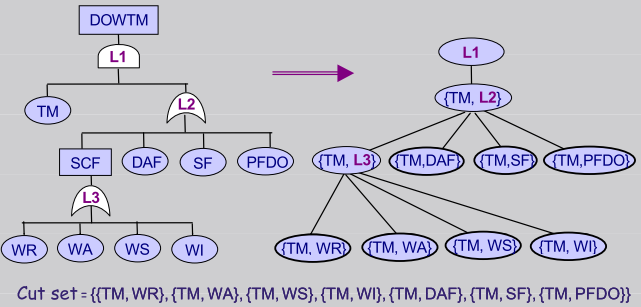 DOWTM
L1
L1
TM
L2
{TM, L2}
SCF
DAF
SF
PFDO
{TM, L3}
{TM,DAF}
{TM,SF}
{TM,PFDO}
L3
WR
WA
WS
WI
{TM, WR}
{TM, WA}
{TM, WS}
{TM, WI}
Cut set = {{TM, WR}, {TM, WA}, {TM, WS}, {TM, WI}, {TM, DAF}, {TM, SF}, {TM, PFDO}}